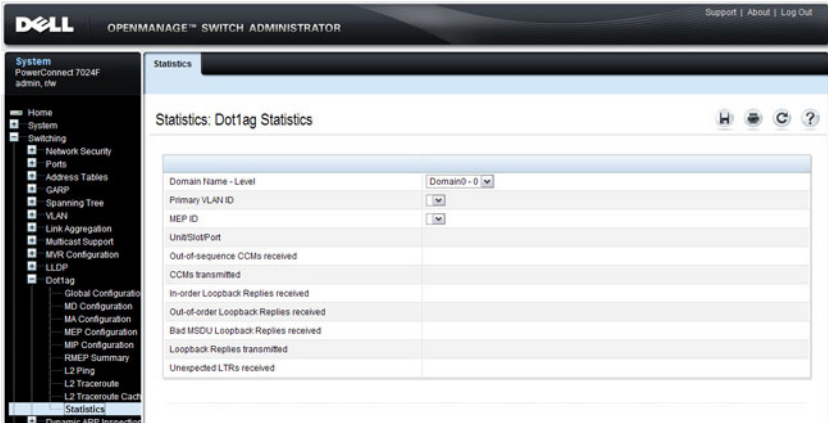 Support | About | Log Out
DELL
OPENMANAGE™ SWITCH ADMINISTRATOR
System
PowerConnect 7024F
admin, r/w
Home
System
Switching
Network Security
Ports
Address Tables
GARP
Spanning Tree
VLAN
Link Aggregation
Multicast Support
MVR Configuration
LLDP
Dot1ag
Global Configuratio
MD Configuration
MA Configuration
MEP Configuration
MIP Configuration
RMEP Summary
L2 Ping
L2 Traceroute
L2 Traceroute Cach
Statistics
Dynamic ARP Inspection
Statistics
Statistics: Dot1ag Statistics
Domain Name - Level Domain0 - 0
Primary VLAN ID
MEP ID
Unit/Slot/Port
Out-of-sequence CCMs received
CCMs transmitted
In-order Loopback Replies received
Out-of-order Loopback Replies received
Bad MSDU Loopback Replies received
Loopback Replies transmitted
Unexpected LTRs received